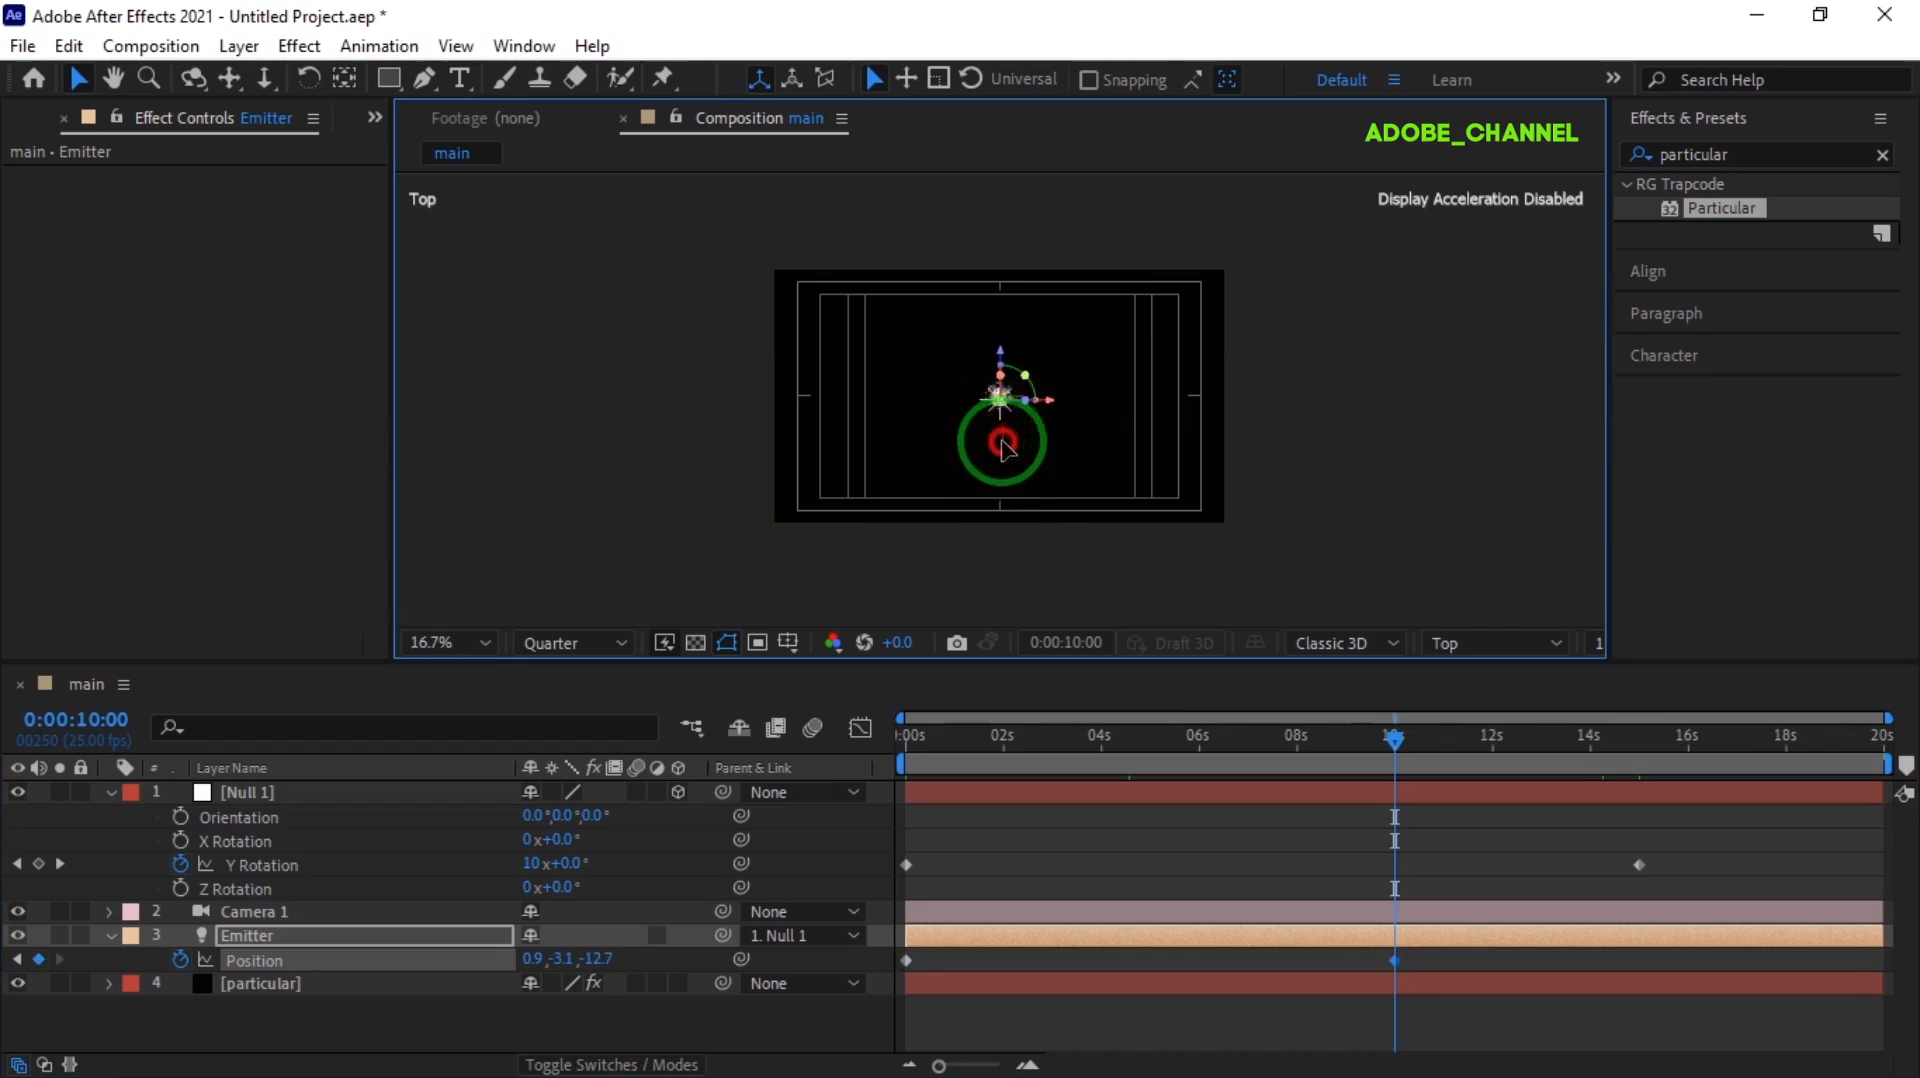 Ae Adobe After Effects 2021 - Untitled Project.aep *
File Edit Composition Layer Effect Animation View Window Help
Universal Snapping Default Learn Search Help
Effect Controls Emitter
main • Emitter
Footage (none)
Composition main
main
ADOBE_CHANNEL
Top
Display Acceleration Disabled
16.7% Quarter +0.0 0:00:10:00 Draft 3D Classic 3D Top 1
Effects & Presets
particular
RG Trapcode
32 Particular
Align
Paragraph
Character
main
0:00:10:00
00250 (25.00 fps)
:00s 02s 04s 06s 08s 10s 12s 14s 16s 18s 20s
# . Layer Name fx Parent & Link
1 [Null 1] None
Orientation 0.0°,0.0°,0.0°
X Rotation 0x+0.0°
Y Rotation 10x+0.0°
Z Rotation 0x+0.0°
2 Camera 1 None
3 Emitter 1. Null 1
Position 0.9,-3.1,-12.7
4 [particular] fx None
Toggle Switches / Modes